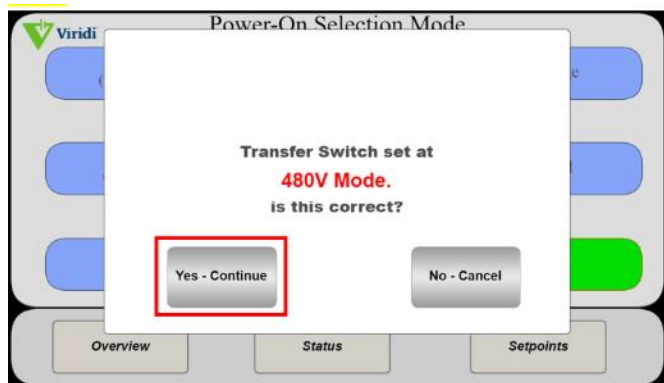 Power-On Selection Mode
Viridi
Transfer Switch set at
480V Mode.
is this correct?
Yes - Continue
No - Cancel
Overview
Status
Setpoints